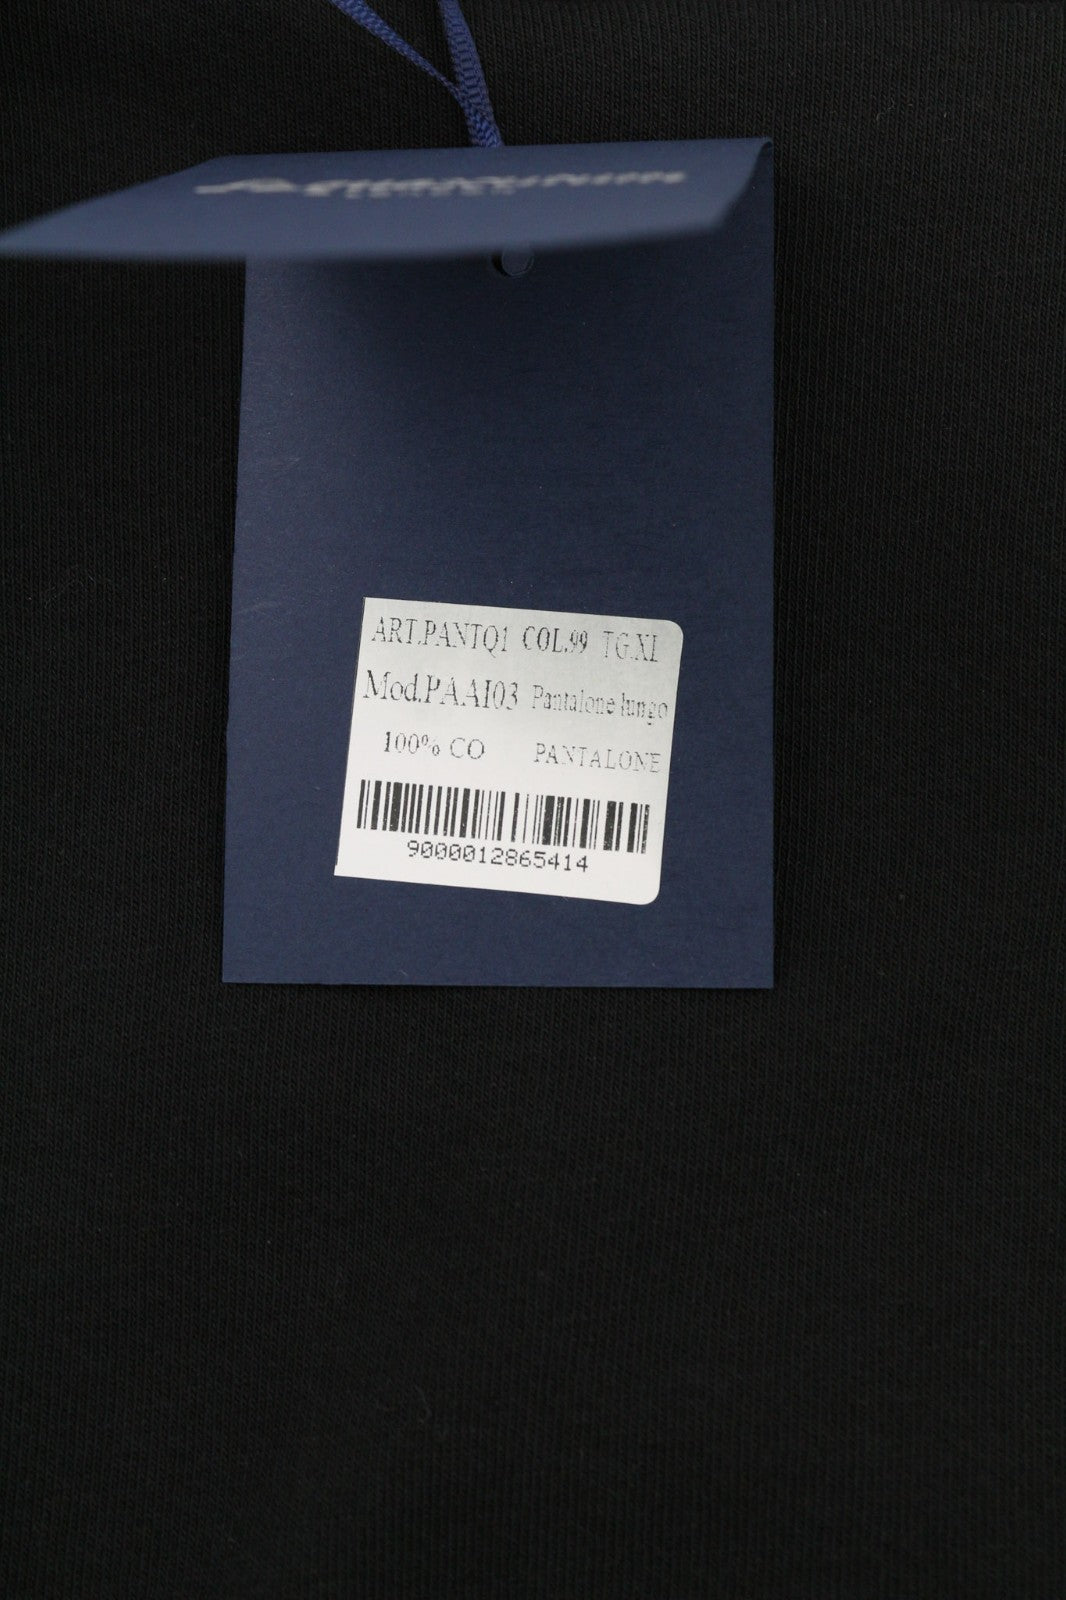 ART.PANTQ1 COL.99 TG.XL
Mod.PAAI03 Pantalone lungo
100% CO PANTALONE
9000012865414